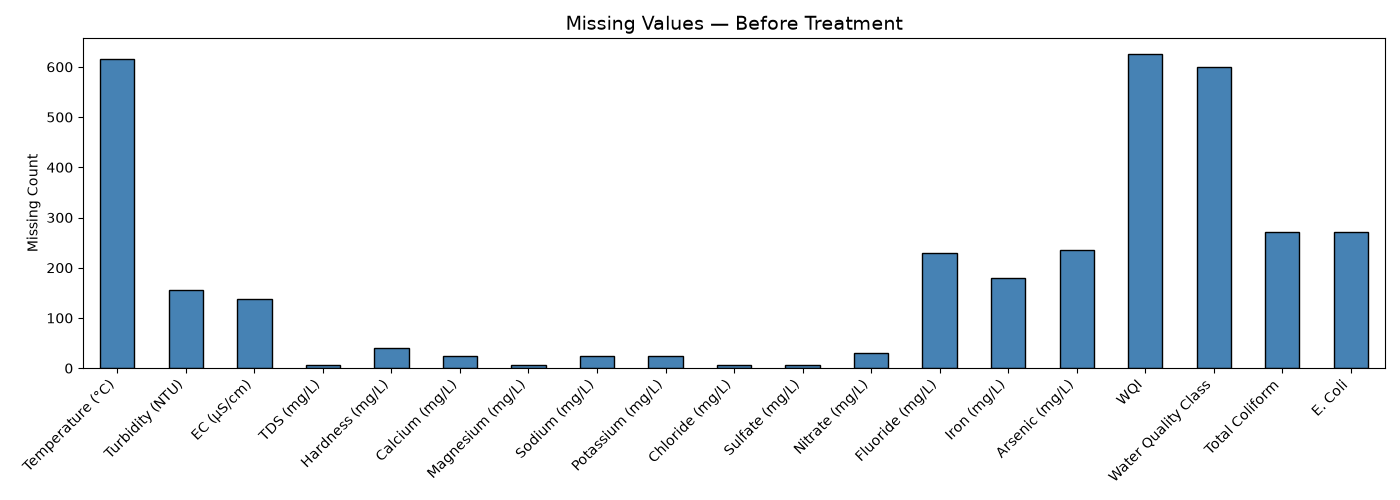 Missing Values — Before Treatment
Missing Count
600
500
400
300
200
100
0
Temperature (°C)
Turbidity (NTU)
EC (µS/cm)
TDS (mg/L)
Hardness (mg/L)
Calcium (mg/L)
Magnesium (mg/L)
Sodium (mg/L)
Potassium (mg/L)
Chloride (mg/L)
Sulfate (mg/L)
Nitrate (mg/L)
Fluoride (mg/L)
Iron (mg/L)
Arsenic (mg/L)
WQI
Water Quality Class
Total Coliform
E. Coli